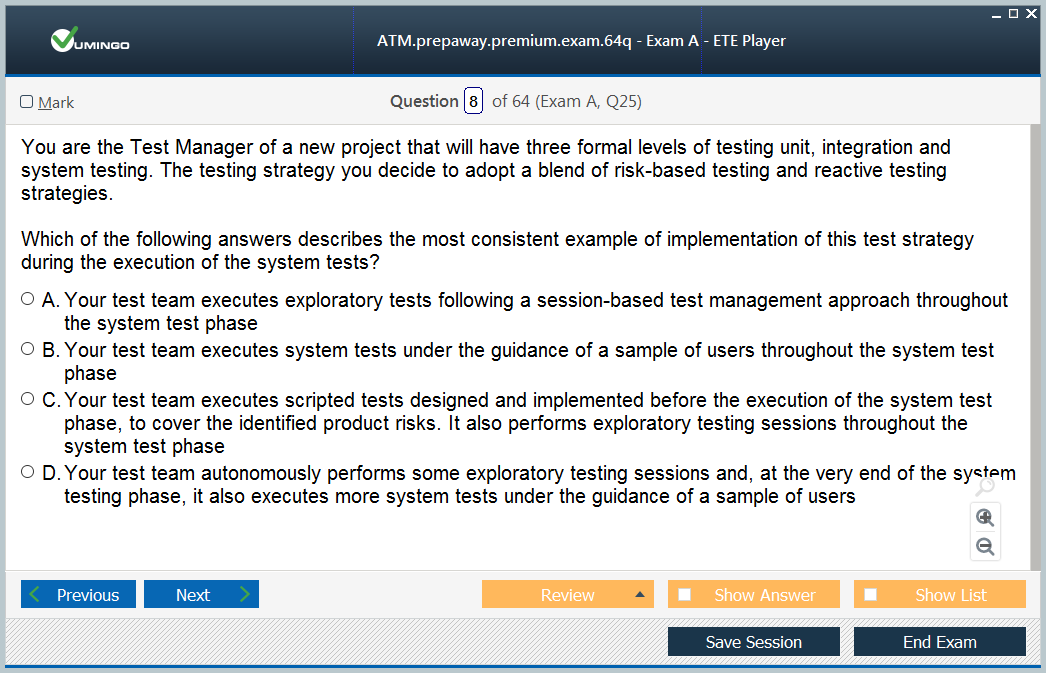 VUMINGO
ATM.prepaway.premium.exam.64q - Exam A - ETE Player
Mark
Question 8 of 64 (Exam A, Q25)
You are the Test Manager of a new project that will have three formal levels of testing unit, integration and
system testing. The testing strategy you decide to adopt a blend of risk-based testing and reactive testing
strategies.
Which of the following answers describes the most consistent example of implementation of this test strategy
during the execution of the system tests?
A. Your test team executes exploratory tests following a session-based test management approach throughout
the system test phase
B. Your test team executes system tests under the guidance of a sample of users throughout the system test
phase
C. Your test team executes scripted tests designed and implemented before the execution of the system test
phase, to cover the identified product risks. It also performs exploratory testing sessions throughout the
system test phase
D. Your test team autonomously performs some exploratory testing sessions and, at the very end of the system
testing phase, it also executes more system tests under the guidance of a sample of users
Previous
Next
Review
Show Answer
Show List
Save Session
End Exam